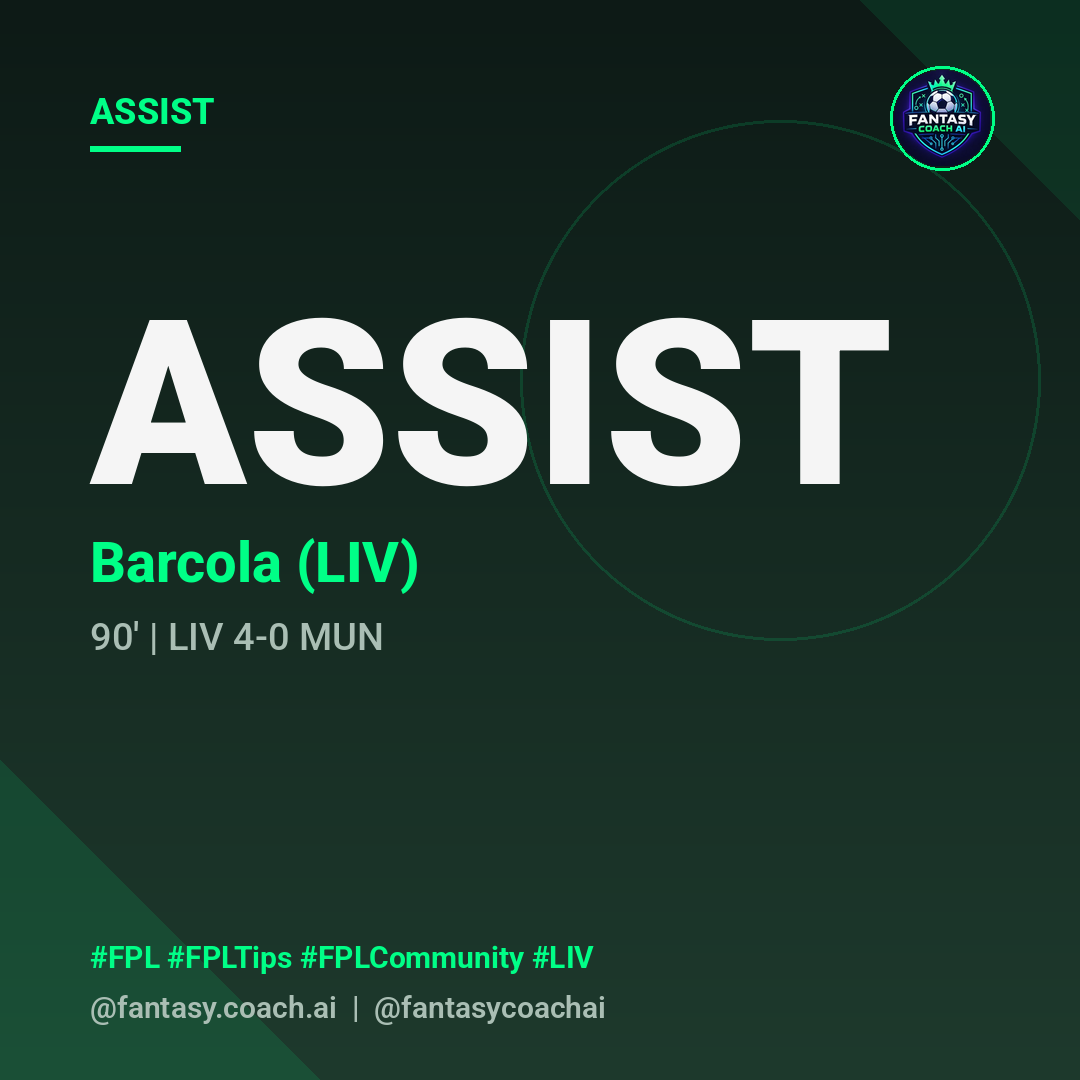 ASSIST
FANTASY
COACH AI
ASSIST
Barcola (LIV)
90' | LIV 4-0 MUN
#FPL #FPLTips #FPLCommunity #LIV
@fantasy.coach.ai | @fantasycoachai